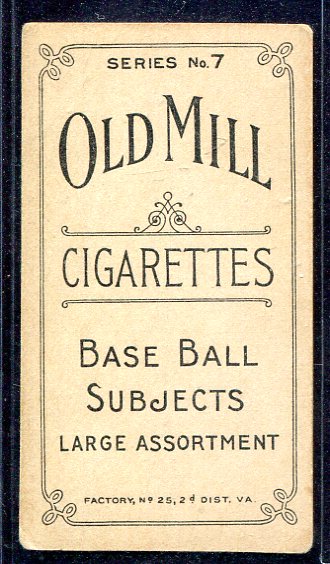 SERIES No. 7
OLD MILL
CIGARETTES
BASE BALL
SUBJECTS
LARGE ASSORTMENT
FACTORY, Nº 25, 2d DIST. VA.